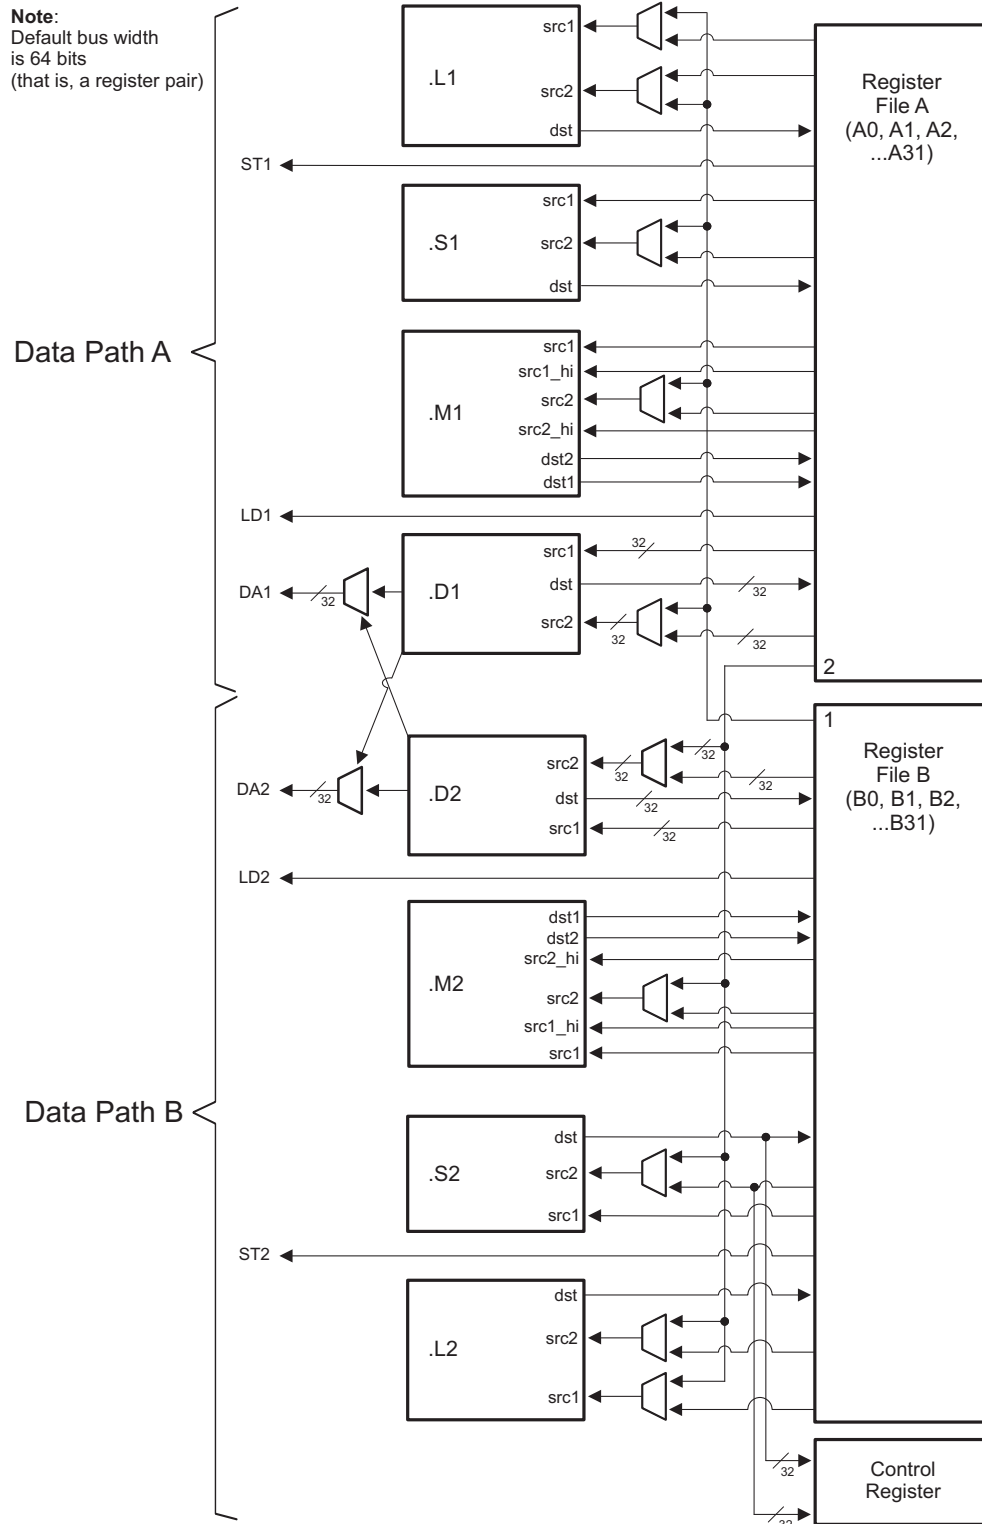 Note:
Default bus width
is 64 bits
(that is, a register pair)
src1
.L1
src2
dst
Register
File A
(A0, A1, A2,
...A31)
ST1
src1
.S1
src2
dst
Data Path A
src1
src1_hi
.M1
src2
src2_hi
dst2
dst1
LD1
src1
32
DA1
32
.D1
dst
32
src2
32
32
2
1
Register
File B
(B0, B1, B2,
...B31)
DA2
32
.D2
src2
32
32
32
dst
32
src1
32
LD2
dst1
dst2
src2_hi
.M2
src2
src1_hi
src1
Data Path B
dst
.S2
src2
src1
ST2
dst
.L2
src2
src1
32
Control
Register
32